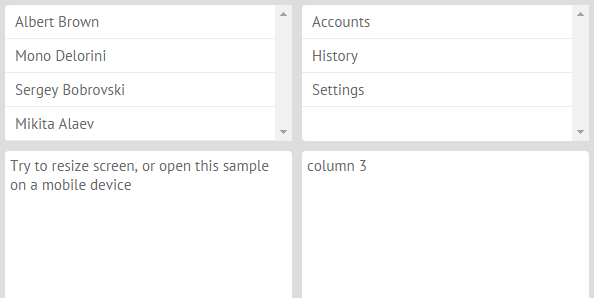 Albert Brown
Mono Delorini
Sergey Bobrovski
Mikita Alaev
Accounts
History
Settings
Try to resize screen, or open this sample
on a mobile device
column 3